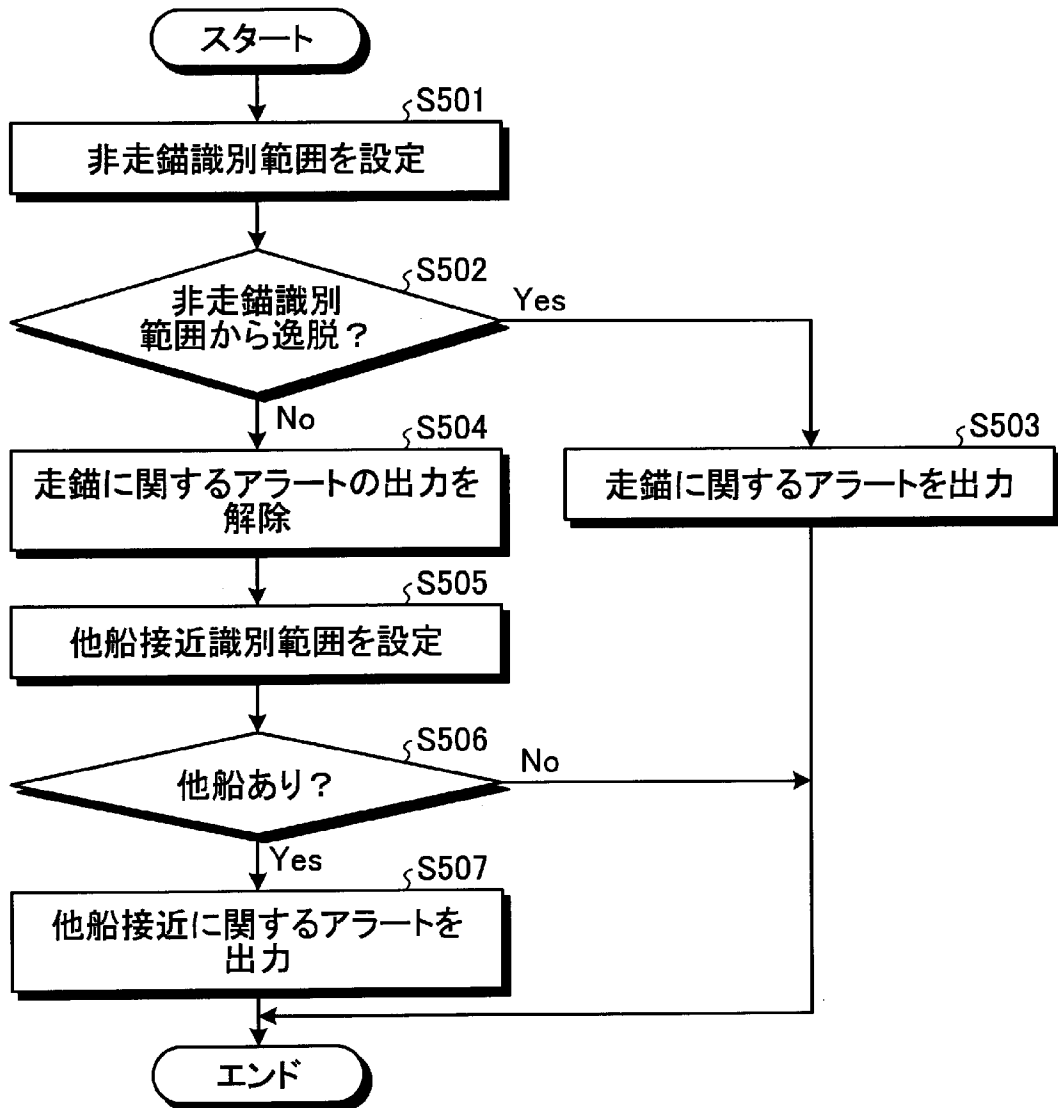 スタート
S501
非走錨識別範囲を設定
S502
非走錨識別
範囲から逸脱？
Yes
No
S504
走錨に関するアラートの出力を
解除
S503
走錨に関するアラートを出力
S505
他船接近識別範囲を設定
S506
他船あり？
No
Yes
S507
他船接近に関するアラートを
出力
エンド